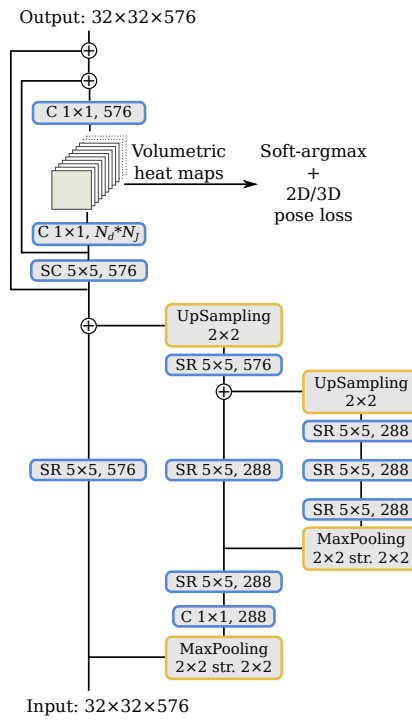 Output: 32×32×576
C 1×1, 576
Volumetric
heat maps
Soft-argmax
+
2D/3D
pose loss
C 1×1, N_d*N_J
SC 5×5, 576
UpSampling
2×2
SR 5×5, 576
UpSampling
2×2
SR 5×5, 288
SR 5×5, 576
SR 5×5, 288
SR 5×5, 288
SR 5×5, 288
MaxPooling
2×2 str. 2×2
SR 5×5, 288
C 1×1, 288
MaxPooling
2×2 str. 2×2
Input: 32×32×576